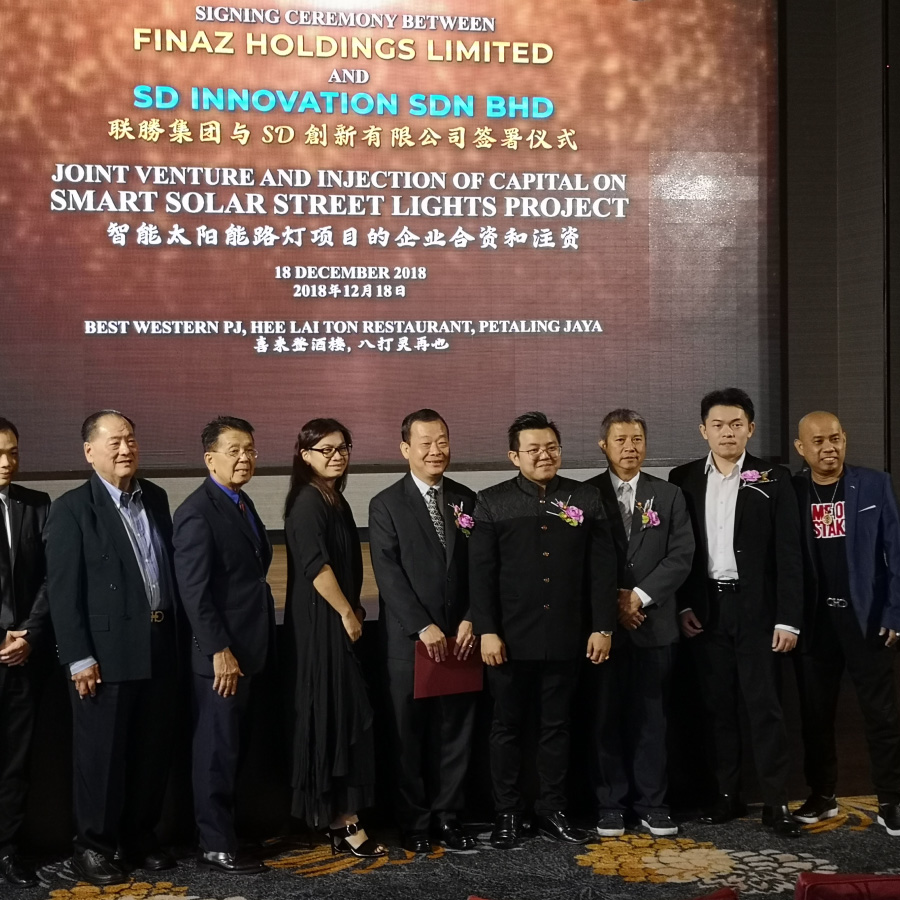 SIGNING CEREMONY BETWEEN
FINAZ HOLDINGS LIMITED
AND
SD INNOVATION SDN BHD
联勝集团与 SD 創新有限公司签署仪式
JOINT VENTURE AND INJECTION OF CAPITAL ON
SMART SOLAR STREET LIGHTS PROJECT
智能太阳能路灯项目的企业合资和注资
18 DECEMBER 2018
2018年12月18日
BEST WESTERN PJ, HEE LAI TON RESTAURANT, PETALING JAYA
喜来登酒楼, 八打灵再也